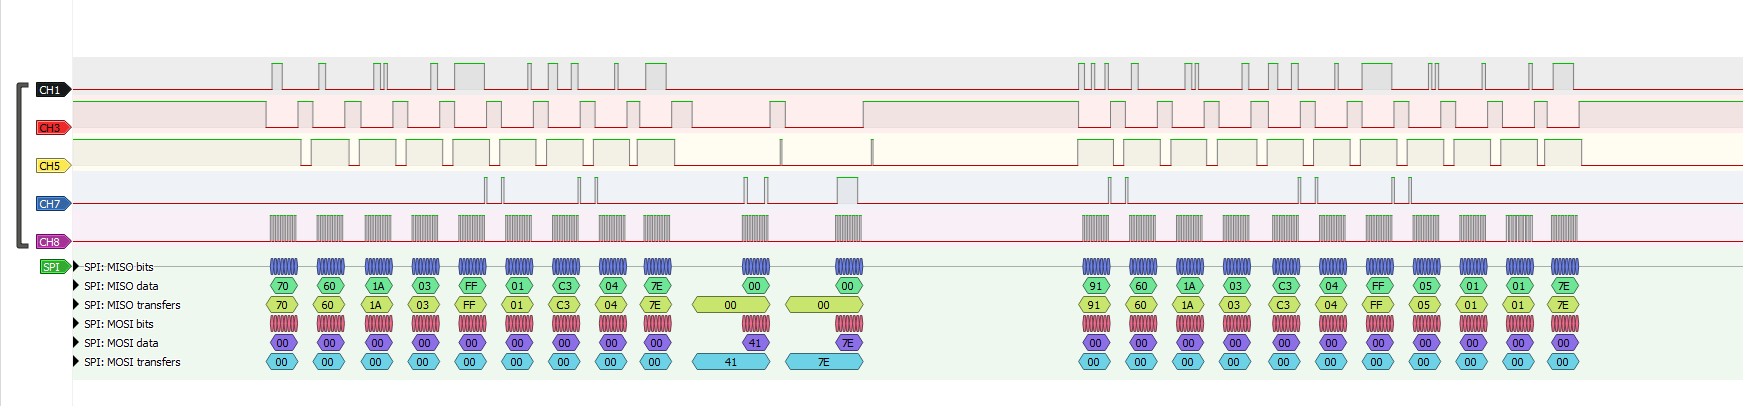 CH1
CH3
CH5
CH7
CH8
SPI SPI: MISO bits
SPI: MISO data 70 60 1A 03 FF 01 C3 04 7E 00 00 91 60 1A 03 C3 04 FF 05 01 01 7E
SPI: MISO transfers 70 60 1A 03 FF 01 C3 04 7E 00 00 91 60 1A 03 C3 04 FF 05 01 01 7E
SPI: MOSI bits
SPI: MOSI data 00 00 00 00 00 00 00 00 00 41 7E 00 00 00 00 00 00 00 00 00 00 00
SPI: MOSI transfers 00 00 00 00 00 00 00 00 00 41 7E 00 00 00 00 00 00 00 00 00 00 00